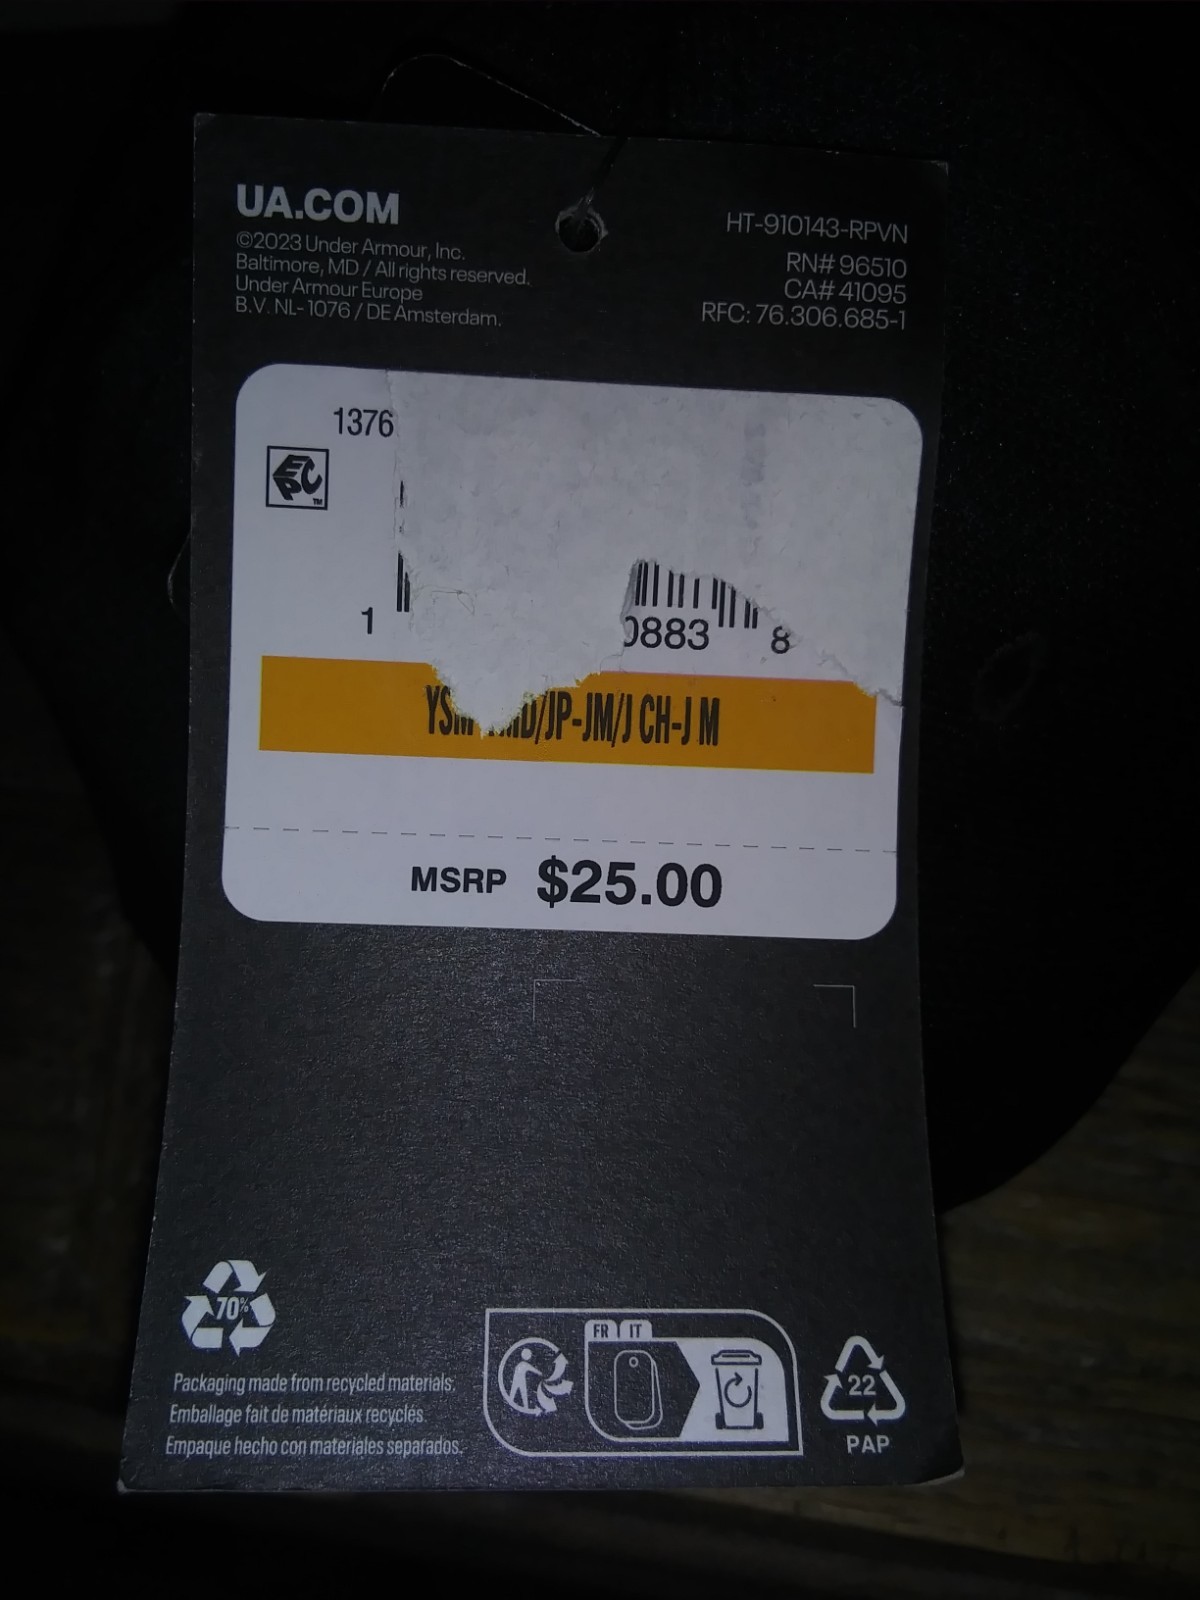 UA.COM
©2023 Under Armour, Inc.
Baltimore, MD / All rights reserved.
Under Armour Europe
B.V. NL-1076 / DE Amsterdam.
HT-910143-RPVN
RN# 96510
CA# 41095
RFC: 76.306.685-1
1376
EPC
TM
1 0883 8
/JP-JM/J CH-J M
MSRP $25.00
70%
Packaging made from recycled materials.
Emballage fait de matériaux recyclés.
Empaque hecho con materiales separados.
FR IT
22
PAP